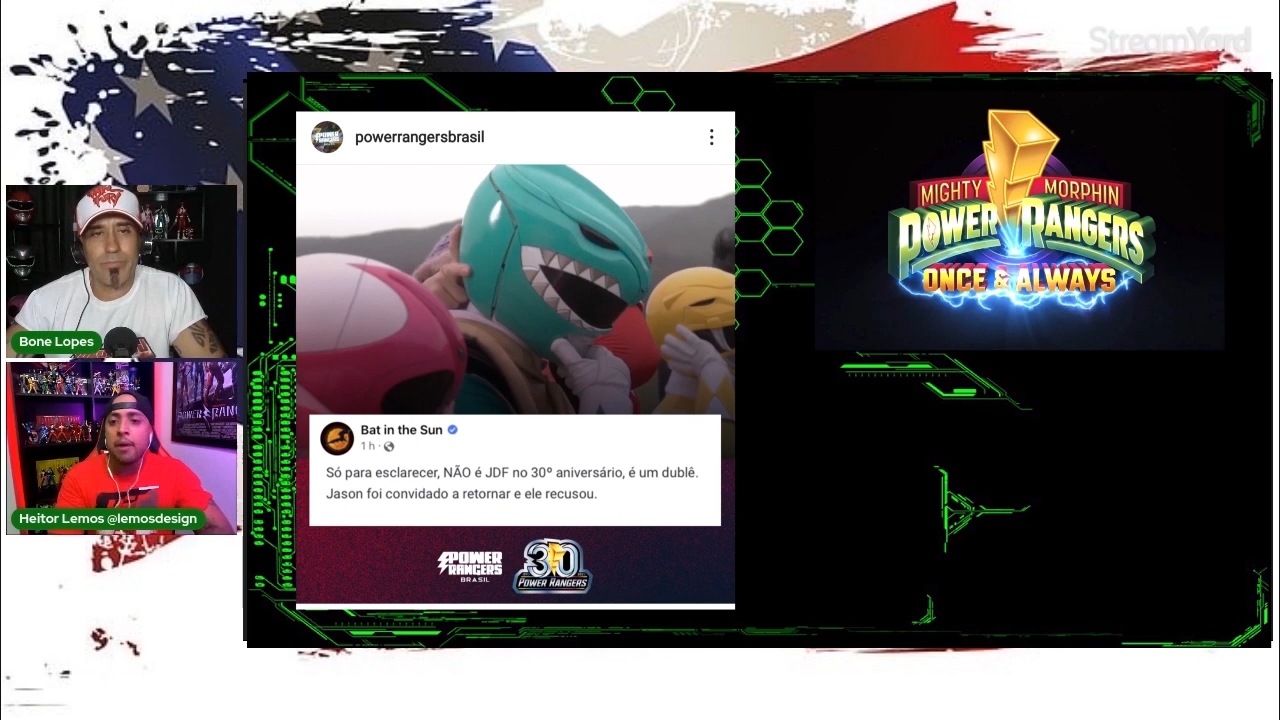 StreamYard
powerrangersbrasil
MIGHTY MORPHIN
POWER RANGERS
ONCE & ALWAYS
Bone Lopes
Bat in the Sun
1 h ·
Só para esclarecer, NÃO é JDF no 30º aniversário, é um dublê.
Jason foi convidado a retornar e ele recusou.
Heitor Lemos @lemosdesign
POWER
RANGERS
BRASIL
30
POWER RANGERS